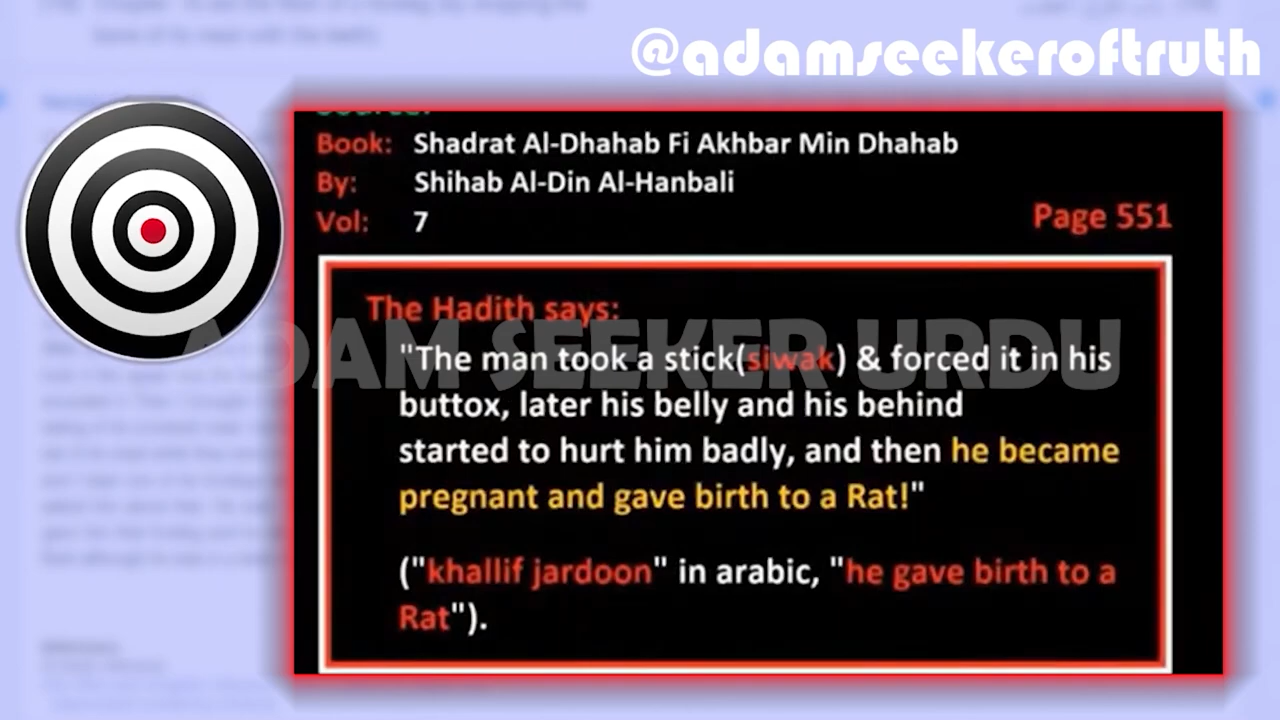 @adamseekeroftruth
Book: Shadrat Al-Dhahab Fi Akhbar Min Dhahab
By: Shihab Al-Din Al-Hanbali
Vol: 7
Page 551
The Hadith says:
"The man took a stick(siwak) & forced it in his
buttox, later his belly and his behind
started to hurt him badly, and then he became
pregnant and gave birth to a Rat!"
("khallif jardoon" in arabic, "he gave birth to a
Rat").
ADAM SEEKER URDU